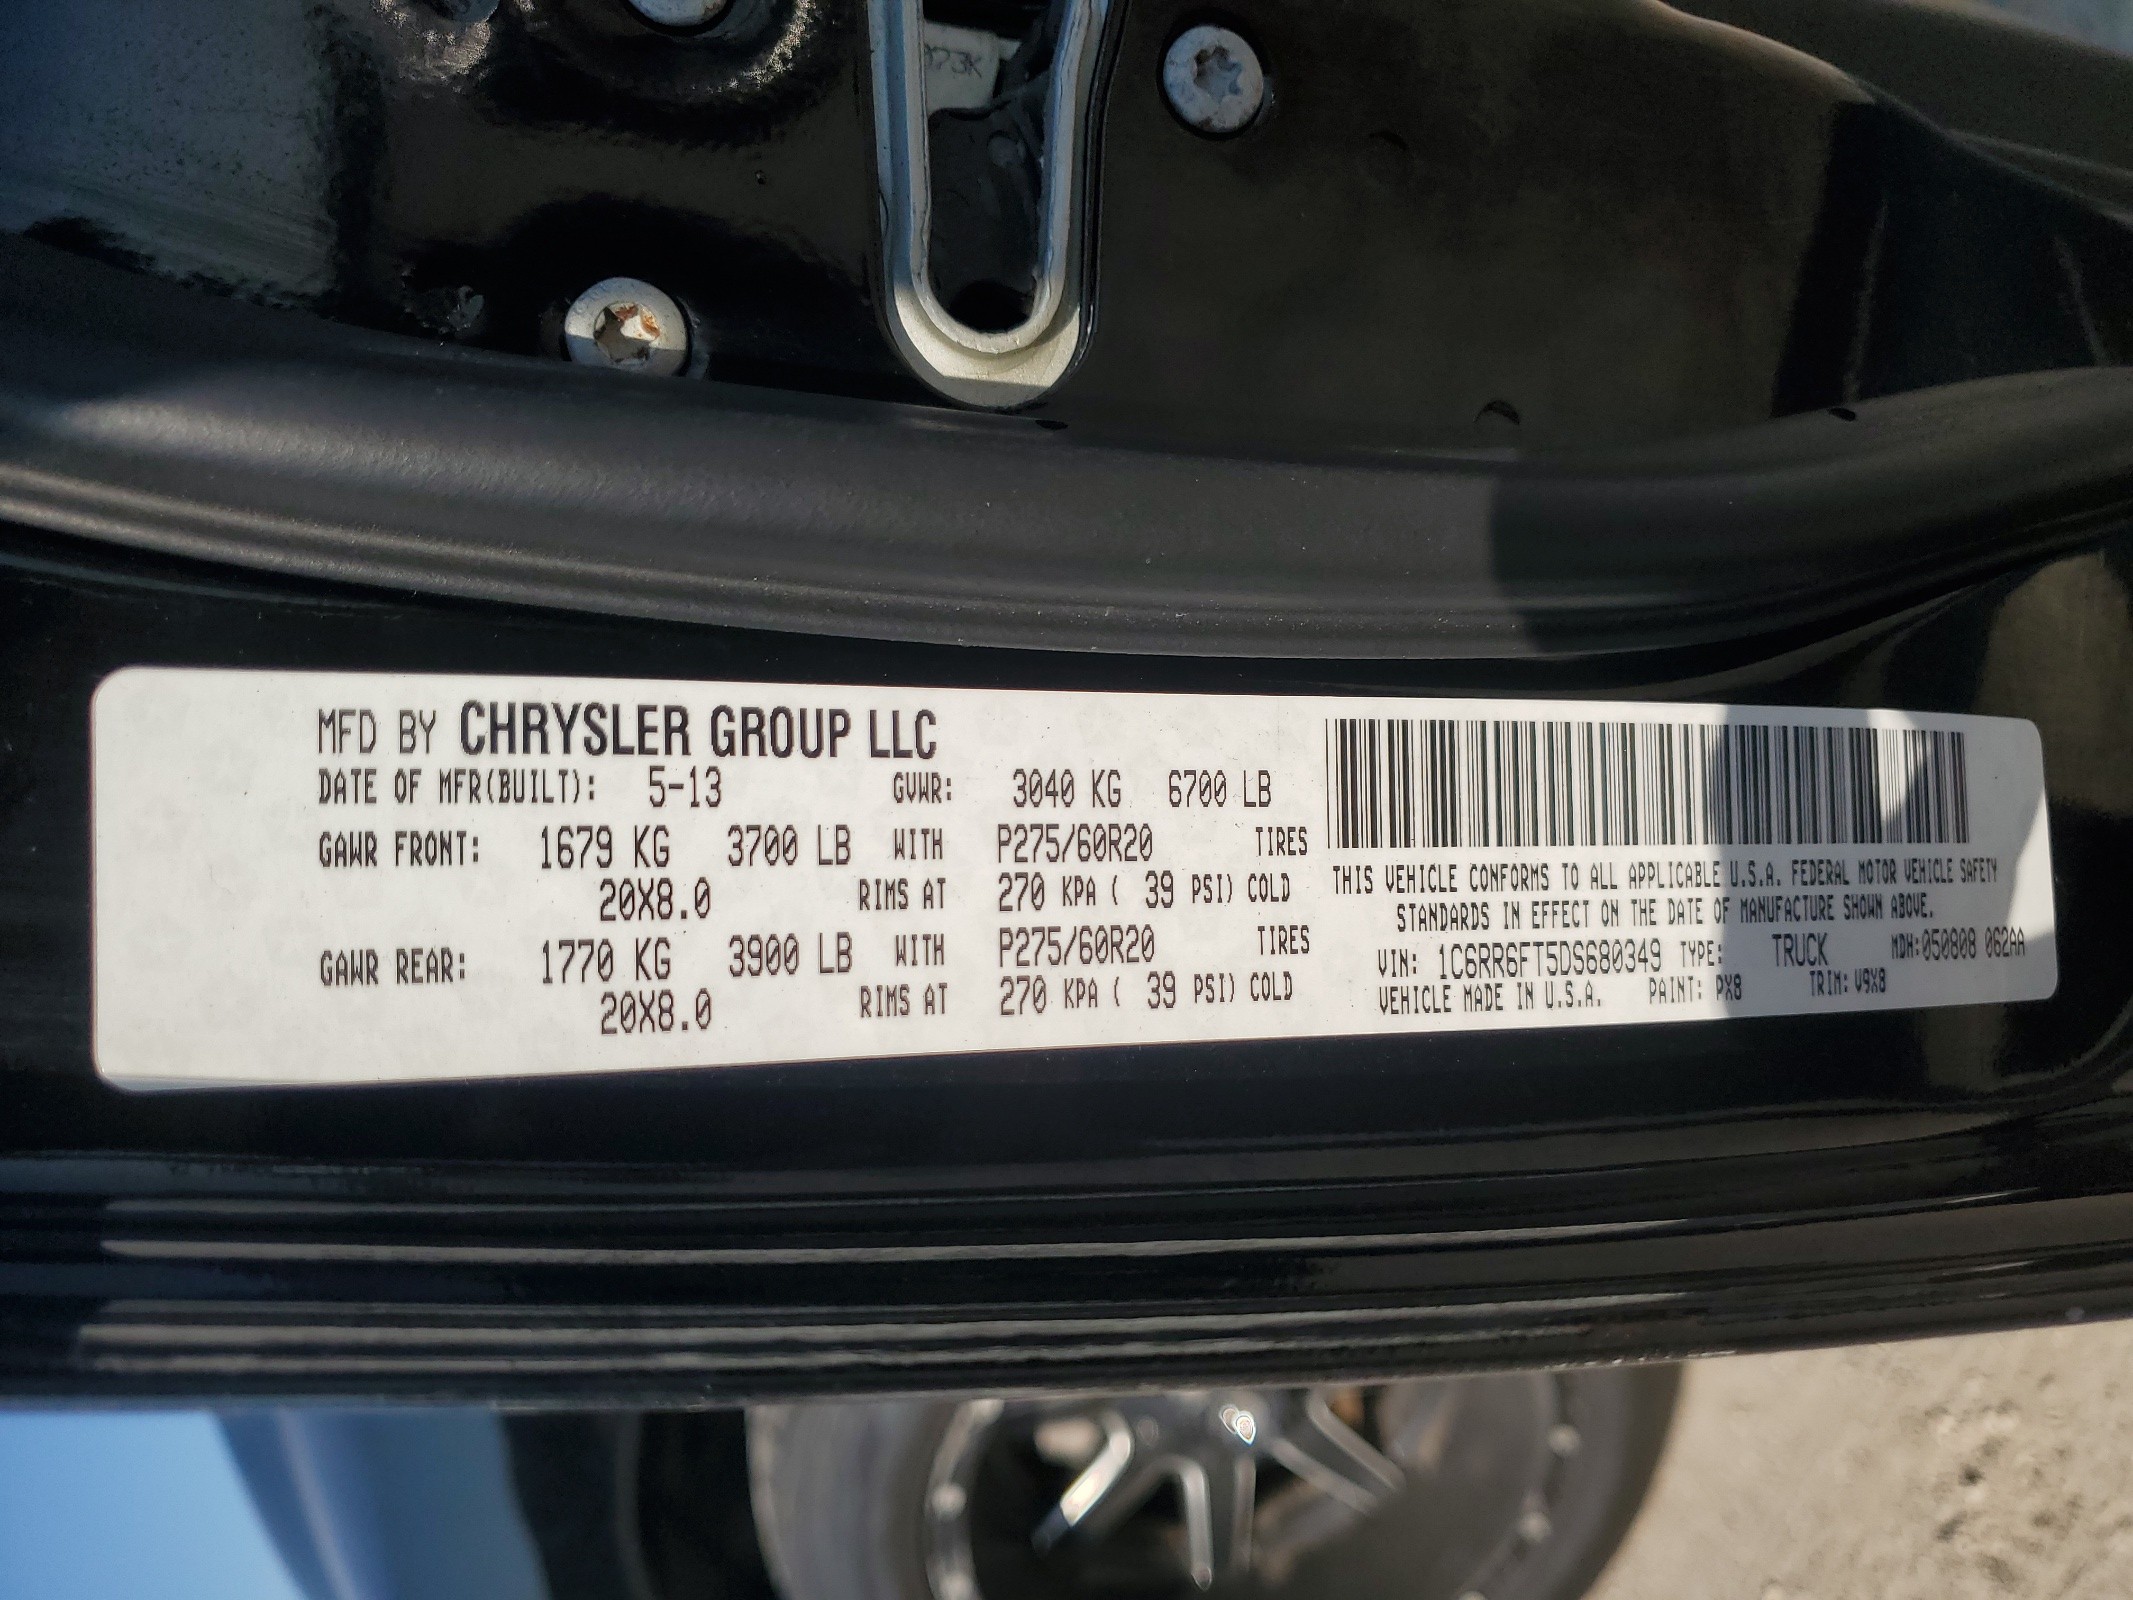 973K
MFD BY CHRYSLER GROUP LLC
DATE OF MFR(BUILT): 5-13 GVWR: 3040 KG 6700 LB
GAWR FRONT: 1679 KG 3700 LB WITH P275/60R20 TIRES
20X8.0 RIMS AT 270 KPA ( 39 PSI) COLD
GAWR REAR: 1770 KG 3900 LB WITH P275/60R20 TIRES
20X8.0 RIMS AT 270 KPA ( 39 PSI) COLD
THIS VEHICLE CONFORMS TO ALL APPLICABLE U.S.A. FEDERAL MOTOR VEHICLE SAFETY
STANDARDS IN EFFECT ON THE DATE OF MANUFACTURE SHOWN ABOVE.
VIN: 1C6RR6FT5DS680349 TYPE: TRUCK MDH:050808 062AA
VEHICLE MADE IN U.S.A. PAINT: PX8 TRIM: V9X8